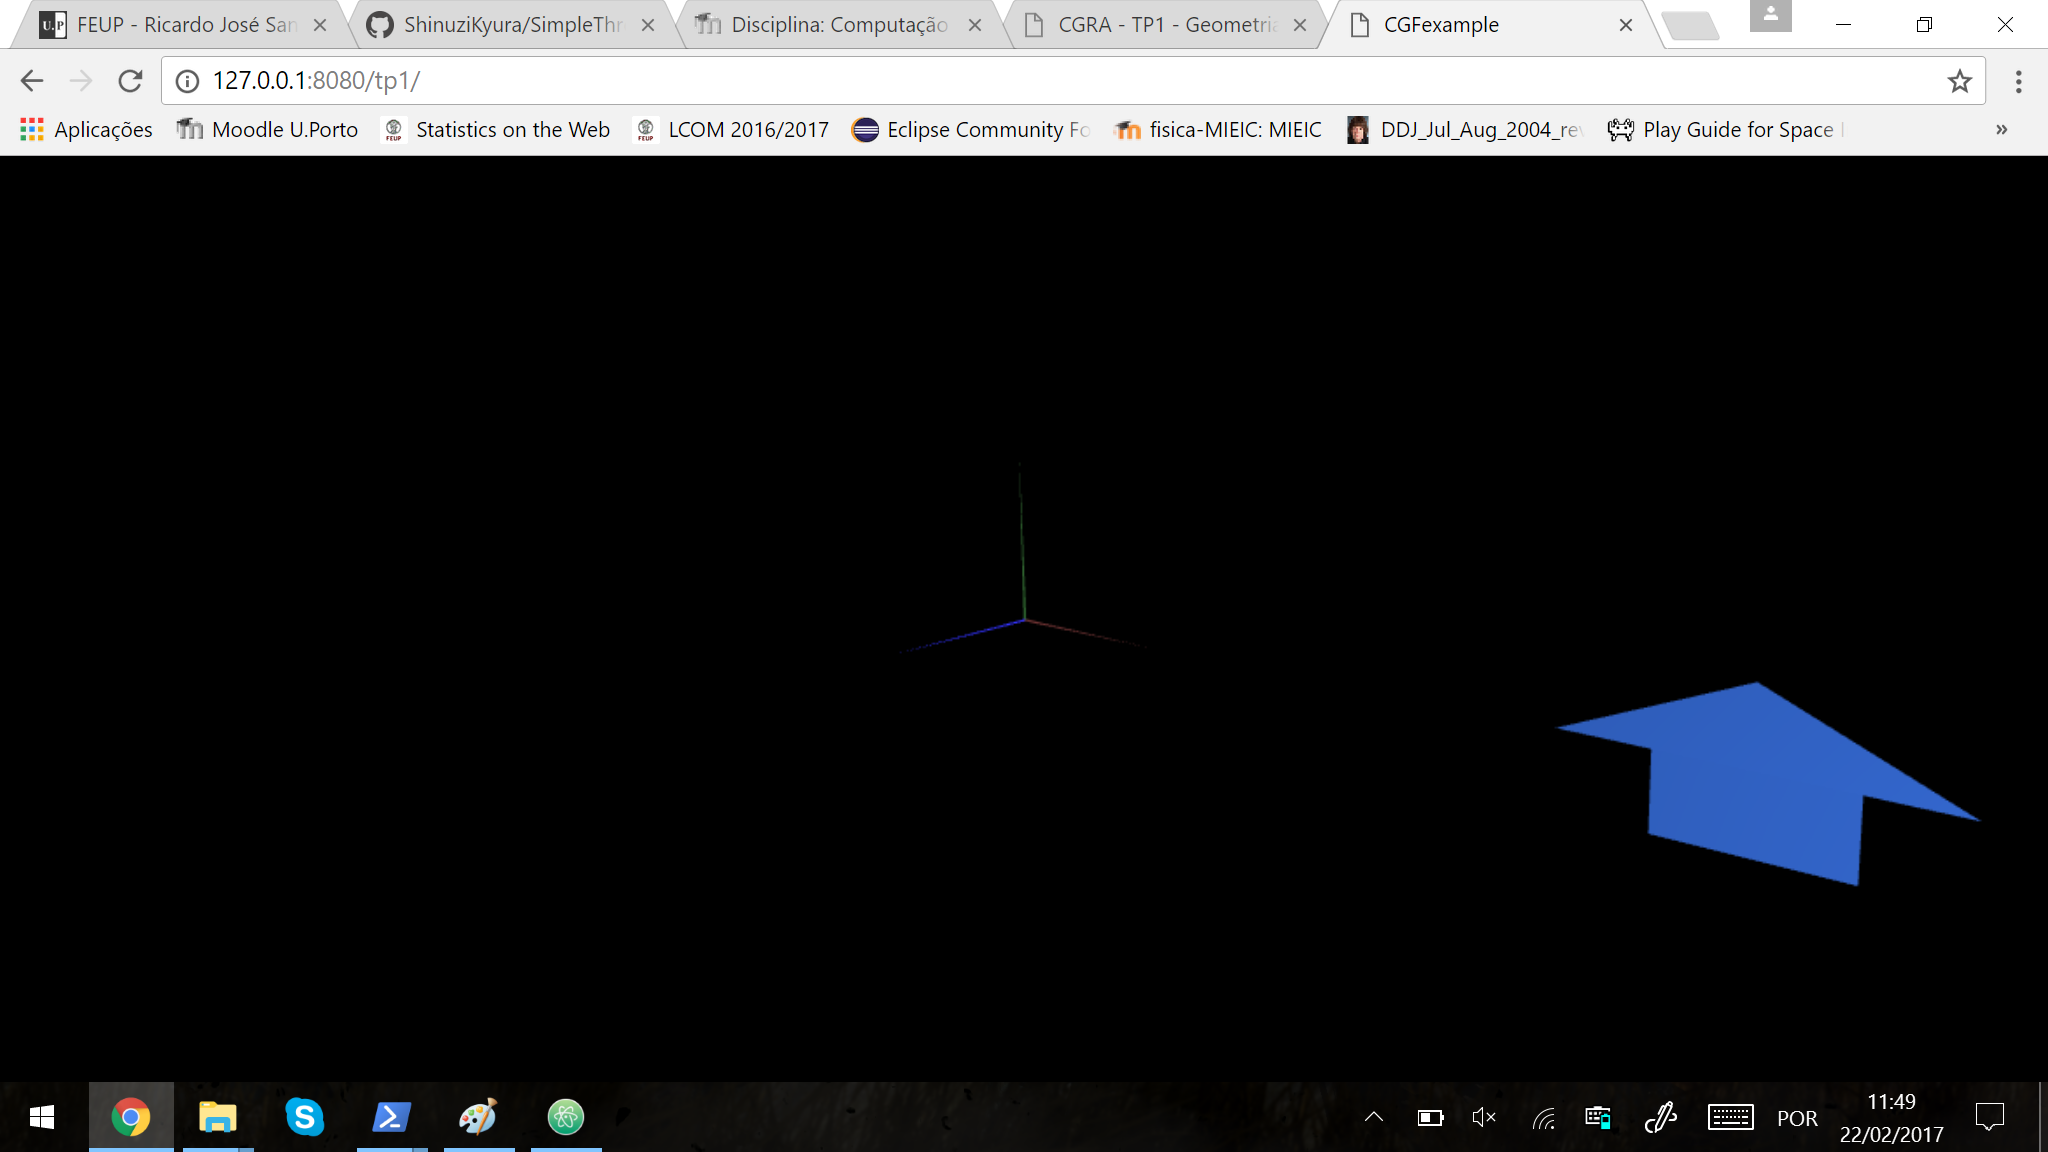 U.P FEUP - Ricardo José San ShinuziKyura/SimpleThr Disciplina: Computação CGRA - TP1 - Geometria CGFexample
127.0.0.1:8080/tp1/
Aplicações Moodle U.Porto FEUP Statistics on the Web FEUP LCOM 2016/2017 Eclipse Community Fo fisica-MIEIC: MIEIC DDJ_Jul_Aug_2004_rev Play Guide for Space »
POR
11:49
22/02/2017